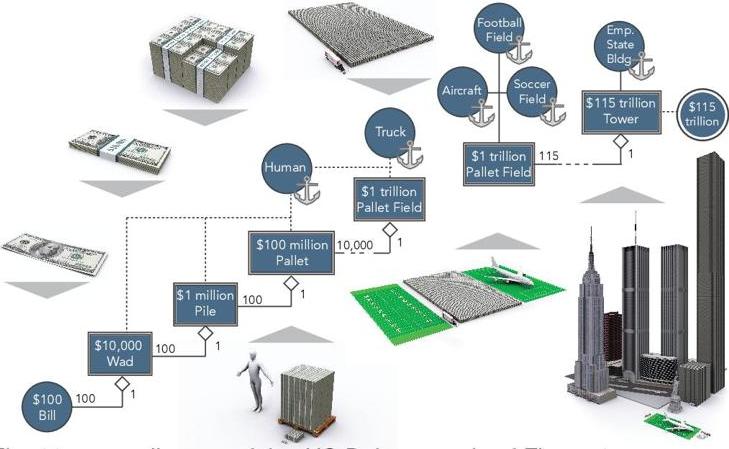 Football
Field
Emp.
State
Bldg
Aircraft
Soccer
Field
$115 trillion
Tower
$115
trillion
Truck
Human
$1 trillion
Pallet Field
115
1
$1 trillion
Pallet Field
$100 million
Pallet
10,000
1
$1 million
Pile
100
1
$10,000
Wad
100
1
$100
Bill
100
1